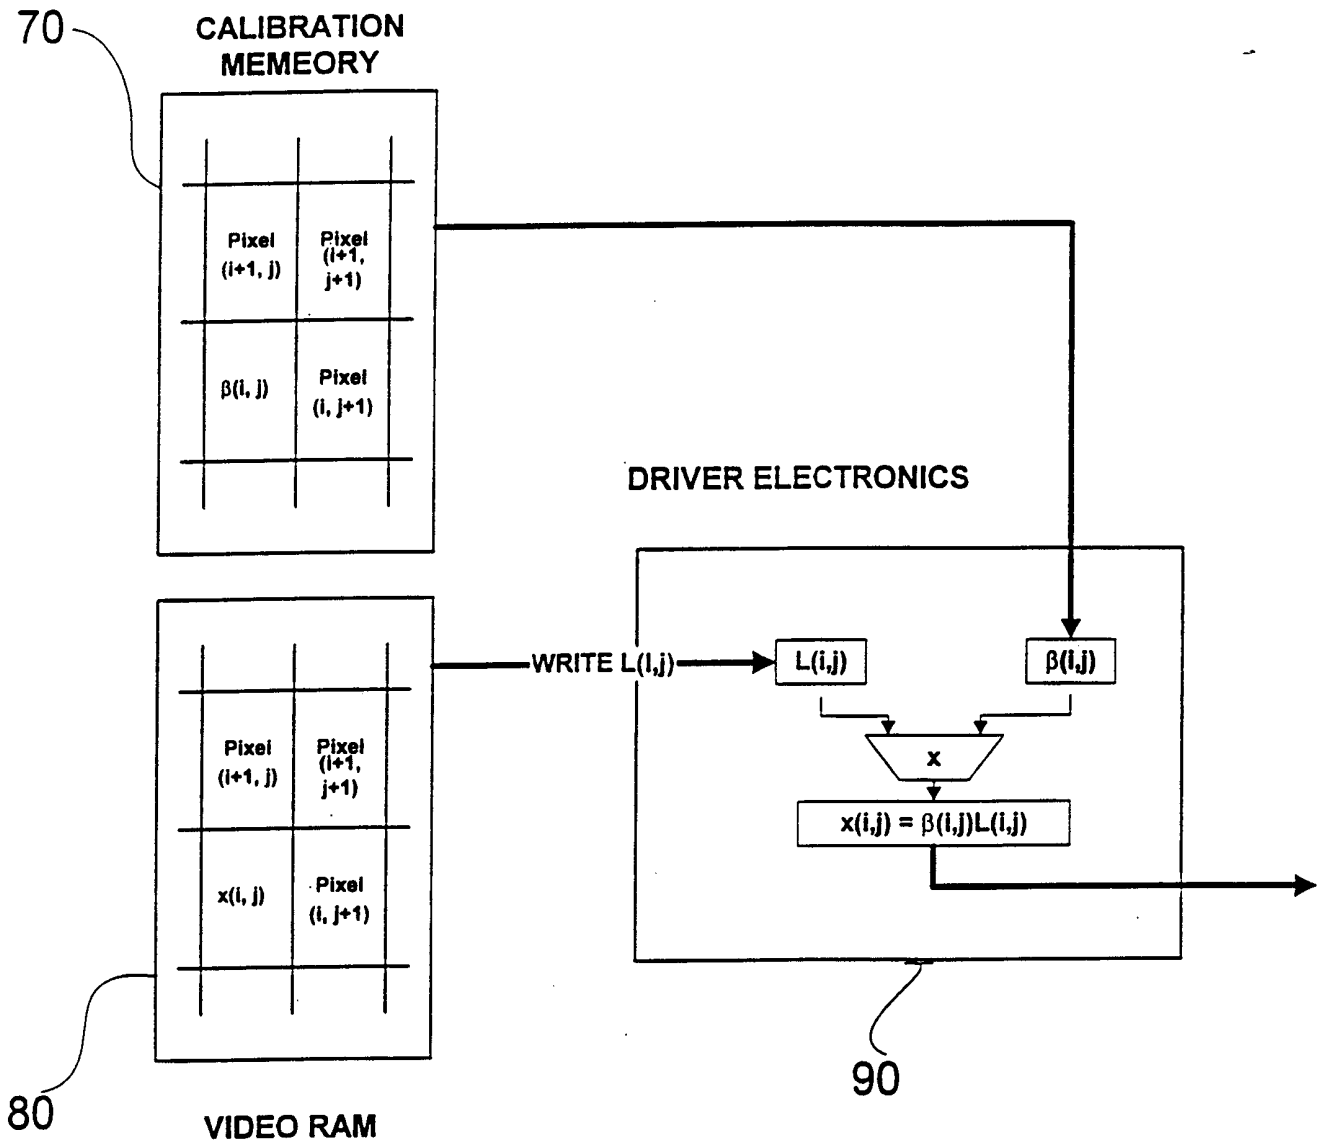 70
CALIBRATION
MEMEORY
Pixel
(i+1, j)
Pixel
(i+1,
j+1)
β(i, j)
Pixel
(i, j+1)
DRIVER ELECTRONICS
WRITE L(I,j)
L(i,j)
β(i,j)
x
x(i,j) = β(i,j)L(i,j)
Pixel
(i+1, j)
Pixel
(i+1,
j+1)
x(i, j)
Pixel
(i, j+1)
90
80
VIDEO RAM